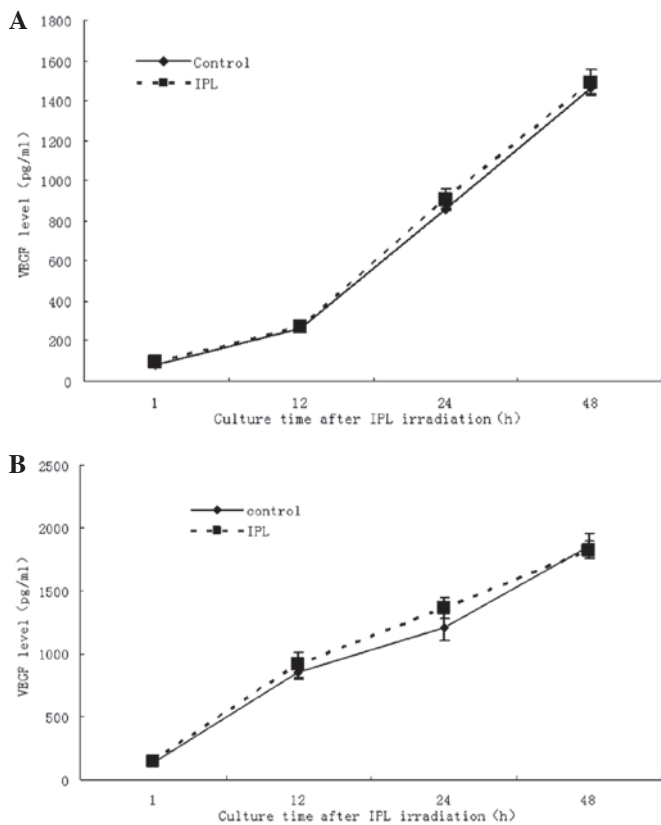 A
1800
1600
1400
1200
1000
800
600
400
200
0
Control
IPL
VEGF level (pg/ml)
1 12 24 48
Culture time after IPL irradiation (h)
B
2500
2000
1500
1000
500
0
control
IPL
VEGF level (pg/ml)
1 12 24 48
Culture time after IPL irradiation (h)